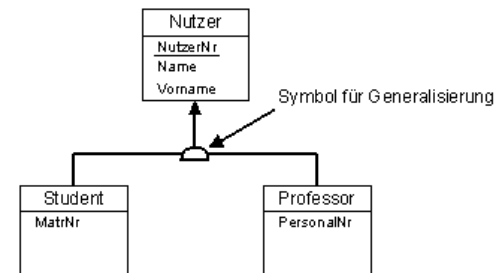 Nutzer
NutzerNr
Name
Vorname
Symbol für Generalisierung
Student
MatrNr
Professor
PersonalNr